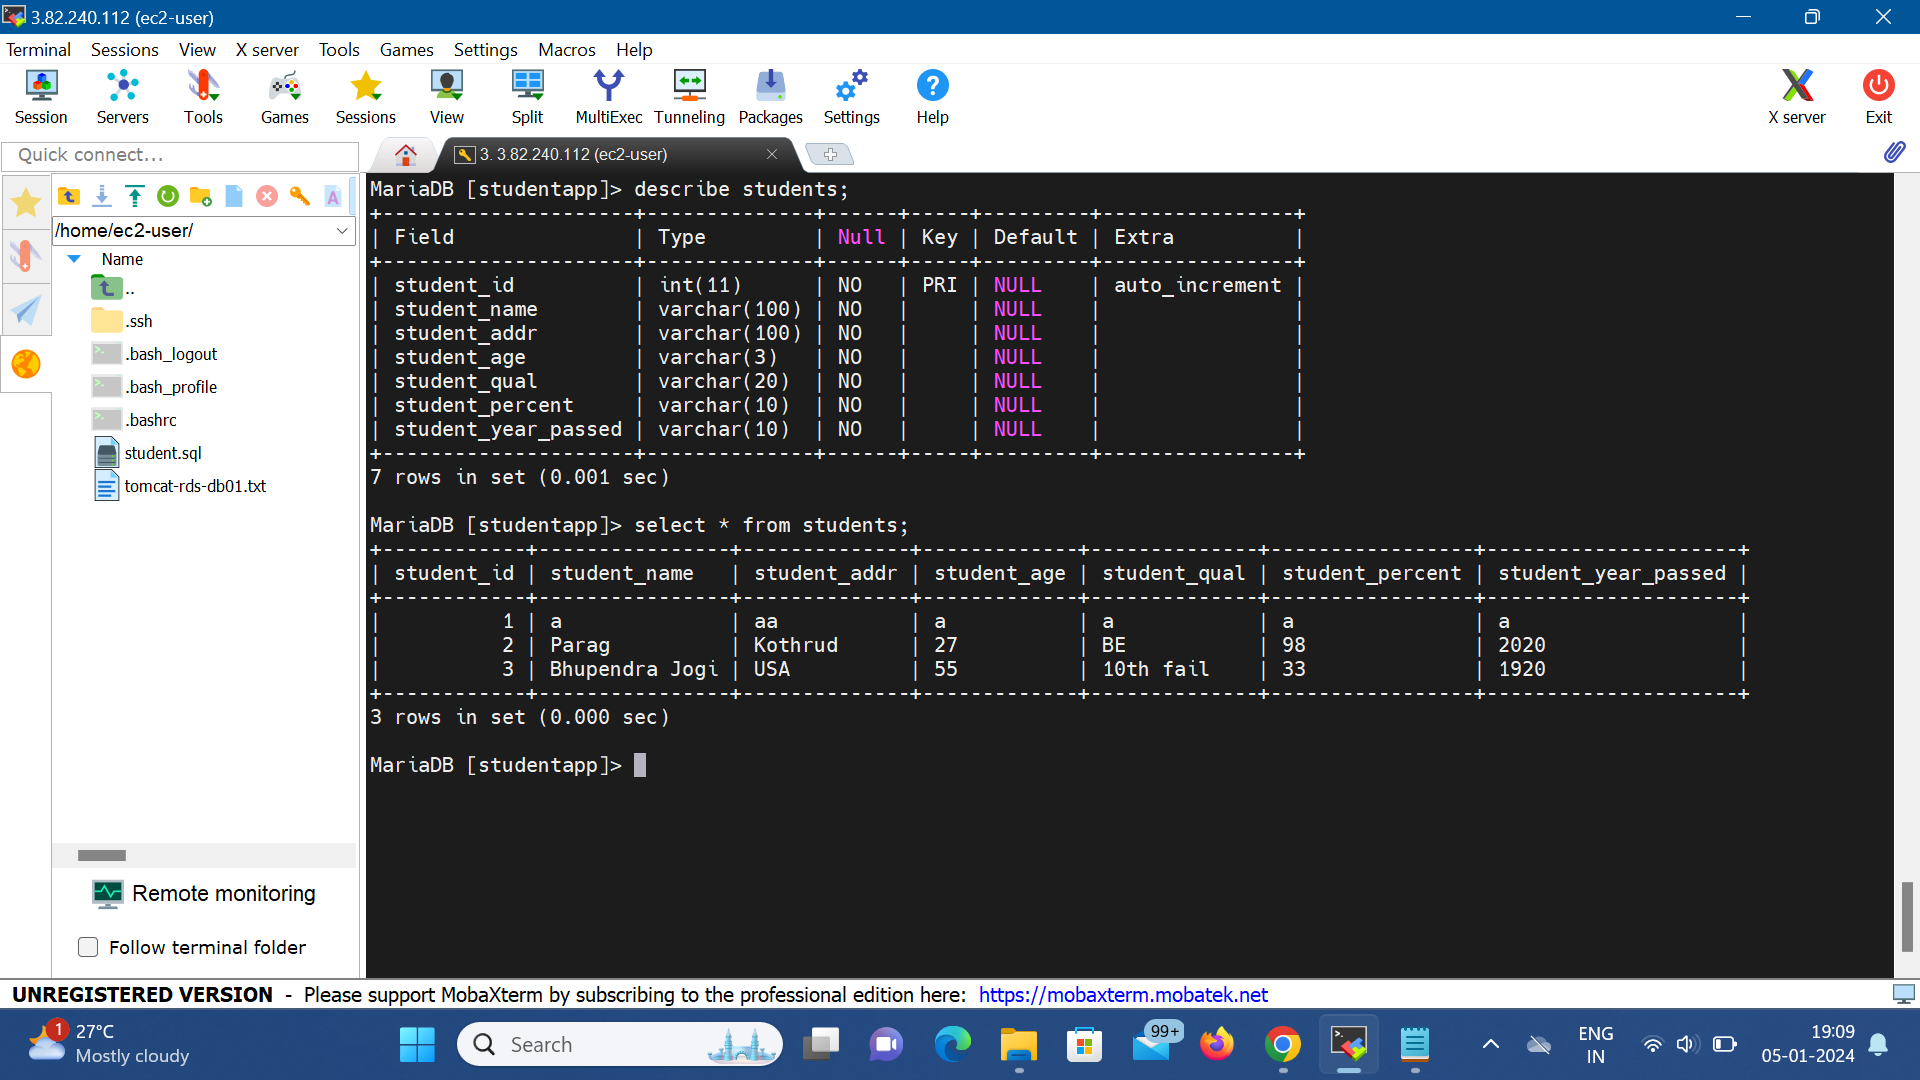 3.82.240.112 (ec2-user)
Terminal Sessions View X server Tools Games Settings Macros Help
Session Servers Tools Games Sessions View Split MultiExec Tunneling Packages Settings Help X server Exit
Quick connect...
3. 3.82.240.112 (ec2-user)
/home/ec2-user/
Name
..
.ssh
.bash_logout
.bash_profile
.bashrc
student.sql
tomcat-rds-db01.txt
Remote monitoring
Follow terminal folder
MariaDB [studentapp]> describe students;
+---------------------+--------------+------+-----+---------+----------------+
| Field               | Type         | Null | Key | Default | Extra          |
+---------------------+--------------+------+-----+---------+----------------+
| student_id          | int(11)      | NO   | PRI | NULL    | auto_increment |
| student_name        | varchar(100) | NO   |     | NULL    |                |
| student_addr        | varchar(100) | NO   |     | NULL    |                |
| student_age         | varchar(3)   | NO   |     | NULL    |                |
| student_qual        | varchar(20)  | NO   |     | NULL    |                |
| student_percent     | varchar(10)  | NO   |     | NULL    |                |
| student_year_passed | varchar(10)  | NO   |     | NULL    |                |
+---------------------+--------------+------+-----+---------+----------------+
7 rows in set (0.001 sec)
MariaDB [studentapp]> select * from students;
+------------+----------------+--------------+-------------+--------------+-----------------+---------------------+
| student_id | student_name   | student_addr | student_age | student_qual | student_percent | student_year_passed |
+------------+----------------+--------------+-------------+--------------+-----------------+---------------------+
|          1 | a              | aa           | a           | a            | a               | a                   |
|          2 | Parag          | Kothrud      | 27          | BE           | 98              | 2020                |
|          3 | Bhupendra Jogi | USA          | 55          | 10th fail    | 33              | 1920                |
+------------+----------------+--------------+-------------+--------------+-----------------+---------------------+
3 rows in set (0.000 sec)
MariaDB [studentapp]>
UNREGISTERED VERSION - Please support MobaXterm by subscribing to the professional edition here: https://mobaxterm.mobatek.net
1
27°C
Mostly cloudy
Search
99+
ENG
IN
19:09
05-01-2024